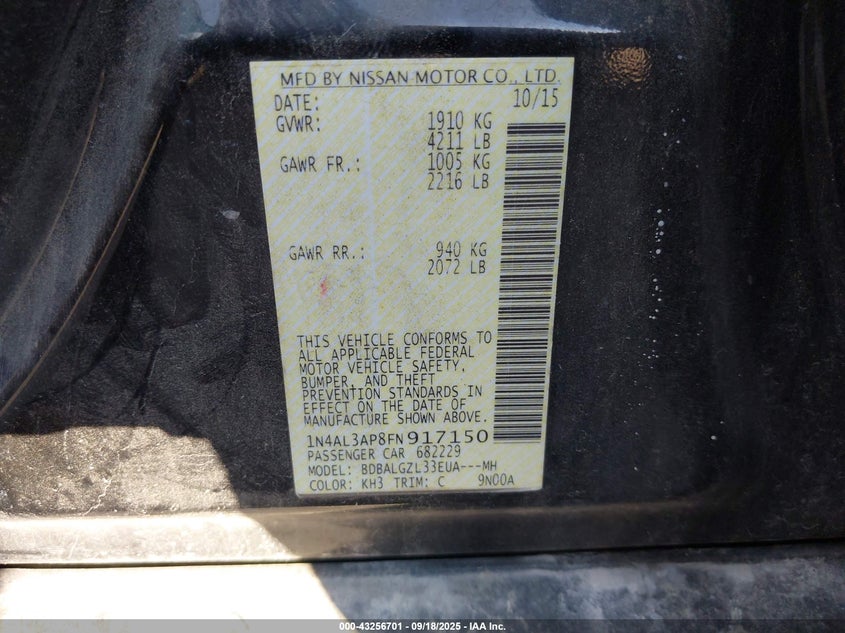 MFD BY NISSAN MOTOR CO., LTD.
DATE: 10/15
GVWR: 1910 KG
4211 LB
GAWR FR.: 1005 KG
2216 LB
GAWR RR.: 940 KG
2072 LB
THIS VEHICLE CONFORMS TO
ALL APPLICABLE FEDERAL
MOTOR VEHICLE SAFETY,
BUMPER, AND THEFT
PREVENTION STANDARDS IN
EFFECT ON THE DATE OF
MANUFACTURE SHOWN ABOVE.
1N4AL3AP8FN917150
PASSENGER CAR 682229
MODEL: BDBALGZL33EUA---MH
COLOR: KH3 TRIM: C 9N00A
000-43256701 - 09/18/2025 - IAA Inc.